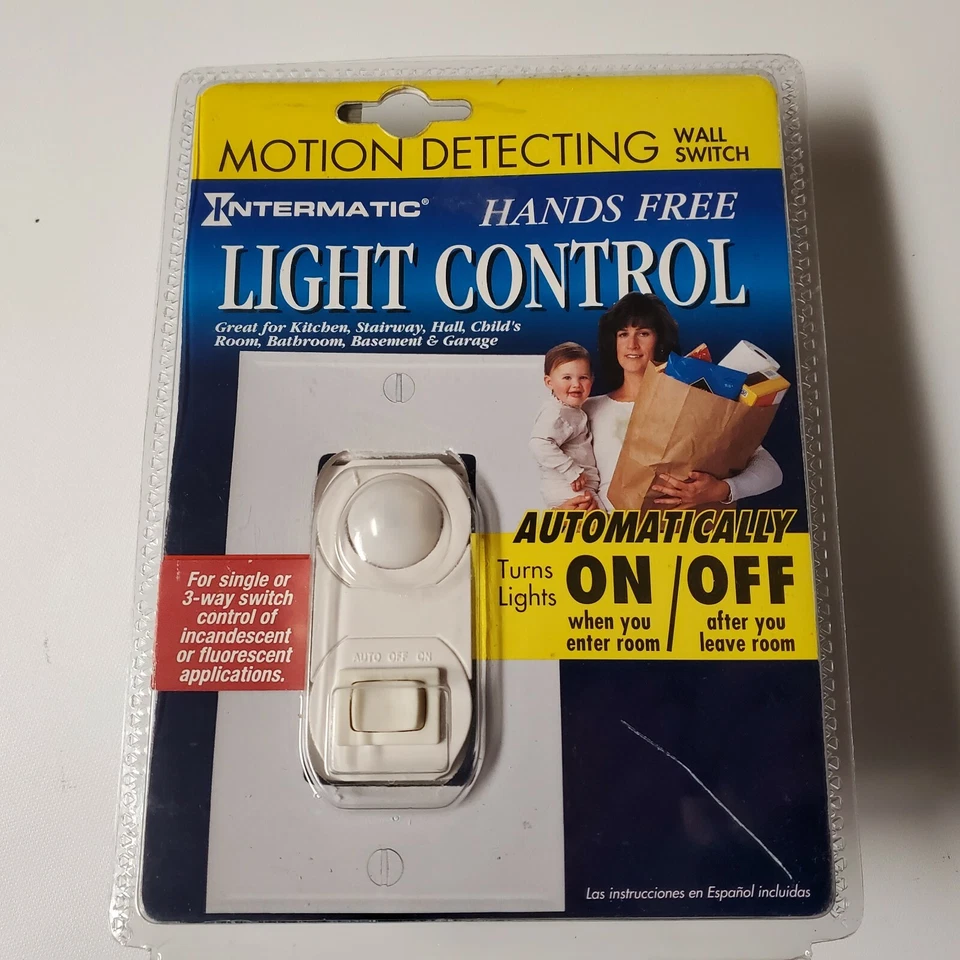 MOTION DETECTING WALL SWITCH
INTERMATIC® HANDS FREE
LIGHT CONTROL
Great for Kitchen, Stairway, Hall, Child's
Room, Bathroom, Basement & Garage
AUTOMATICALLY
Turns Lights ON / OFF
when you enter room
after you leave room
For single or
3-way switch
control of
incandescent
or fluorescent
applications.
AUTO OFF ON
Las instrucciones en Español incluidas